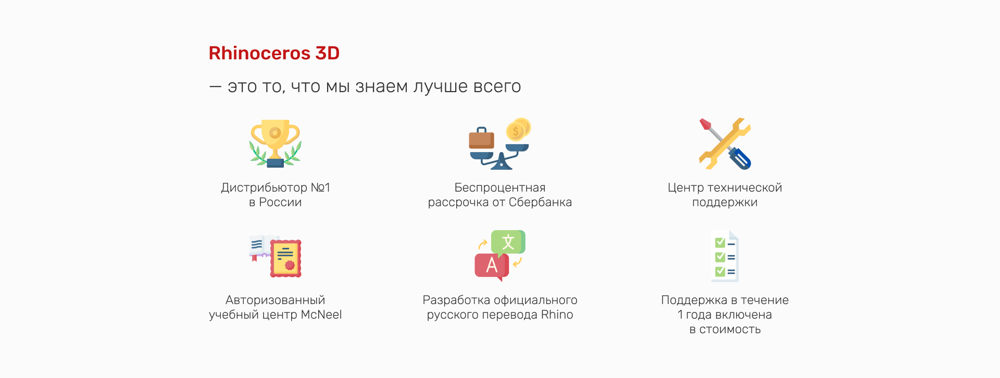 Rhinoceros 3D
— это то, что мы знаем лучше всего
Дистрибьютор №1
в России
Беспроцентная
рассрочка от Сбербанка
Центр технической
поддержки
Авторизованный
учебный центр McNeel
Разработка официального
русского перевода Rhino
Поддержка в течение
1 года включена
в стоимость
$
文
A